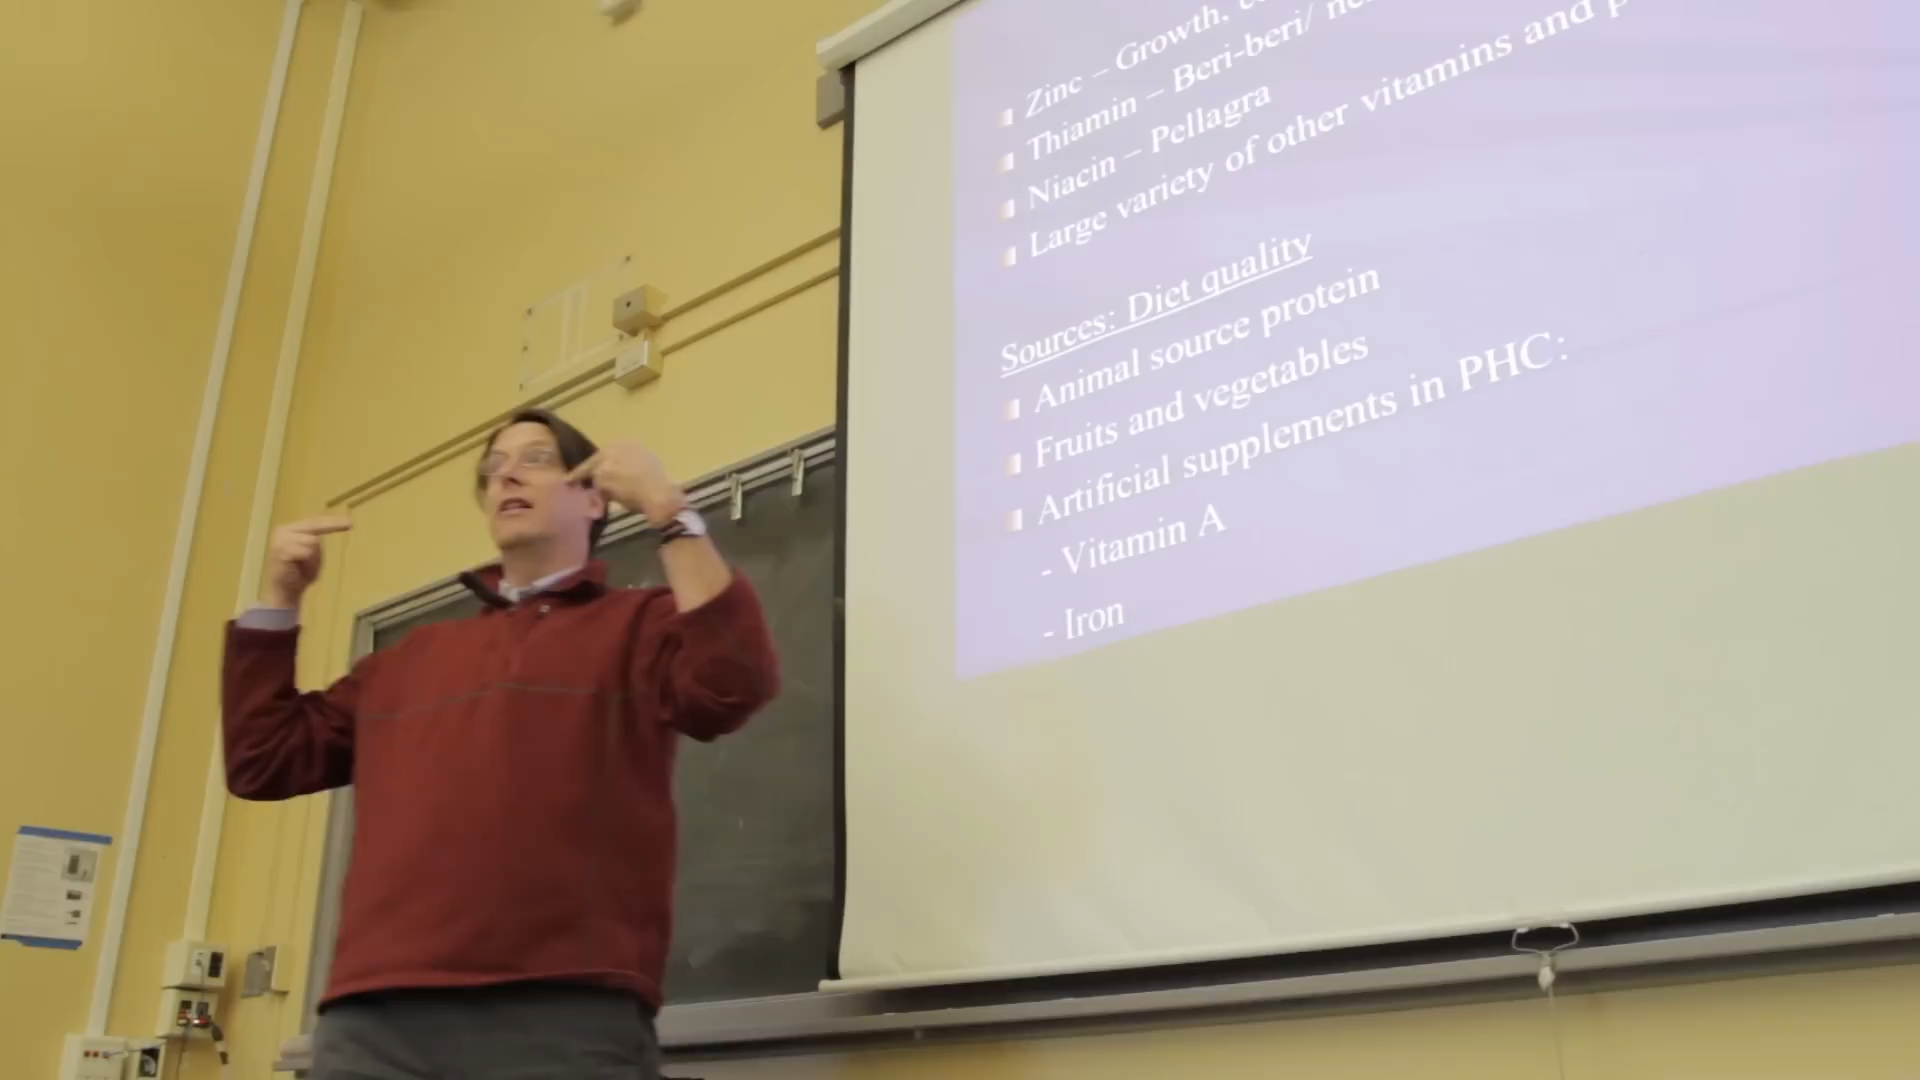 Zinc – Growth,
Thiamin – Beri-beri/
Niacin – Pellagra
Large variety of other vitamins and
Sources: Diet quality
Animal source protein
Fruits and vegetables
Artificial supplements in PHC:
- Vitamin A
- Iron